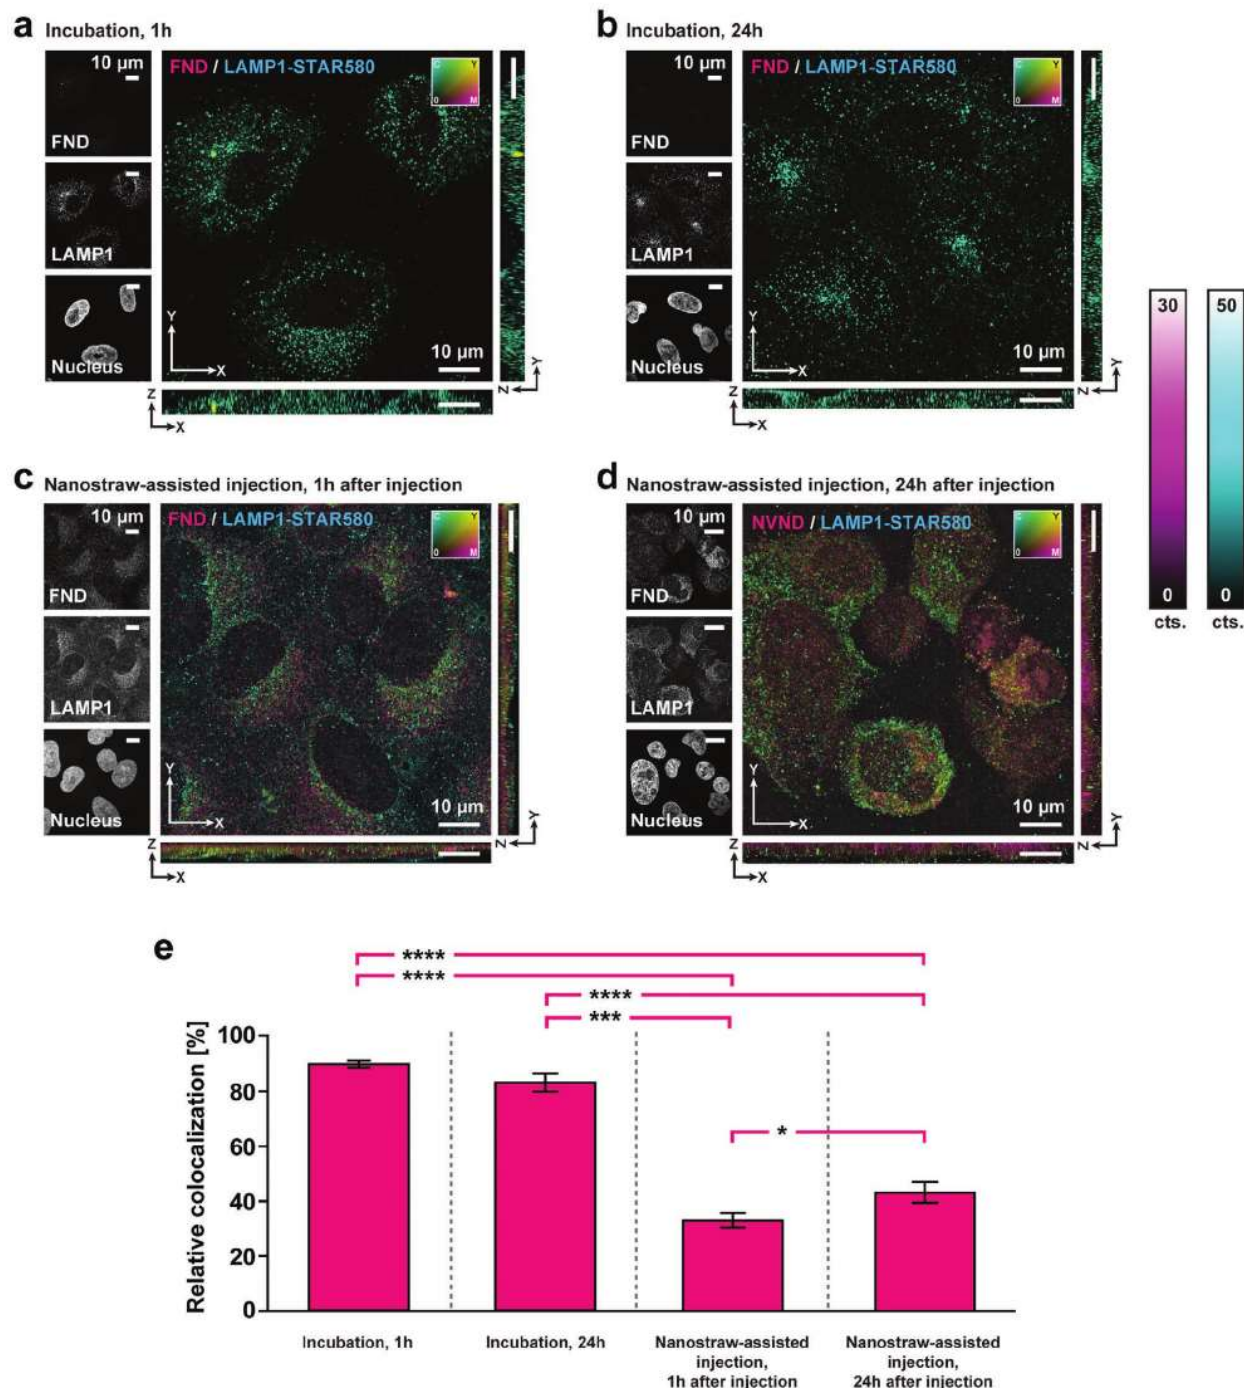 a Incubation, 1h
10 µm
FND
LAMP1
Nucleus
FND / LAMP1-STAR580
C Y
0 M
Y
X
10 µm
Z
Y
Z
X
b Incubation, 24h
10 µm
FND
LAMP1
Nucleus
FND / LAMP1-STAR580
C Y
0 M
Y
X
10 µm
Z
Y
Z
X
30 50
0 0
cts. cts.
c Nanostraw-assisted injection, 1h after injection
10 µm
FND
LAMP1
Nucleus
FND / LAMP1-STAR580
C Y
0 M
Y
X
10 µm
Z
Y
Z
X
d Nanostraw-assisted injection, 24h after injection
10 µm
FND
LAMP1
Nucleus
NVND / LAMP1-STAR580
C Y
0 M
Y
X
10 µm
Z
Y
Z
X
e
****
****
****
***
*
Relative colocalization [%]
100
80
60
40
20
0
Incubation, 1h
Incubation, 24h
Nanostraw-assisted
injection,
1h after injection
Nanostraw-assisted
injection,
24h after injection